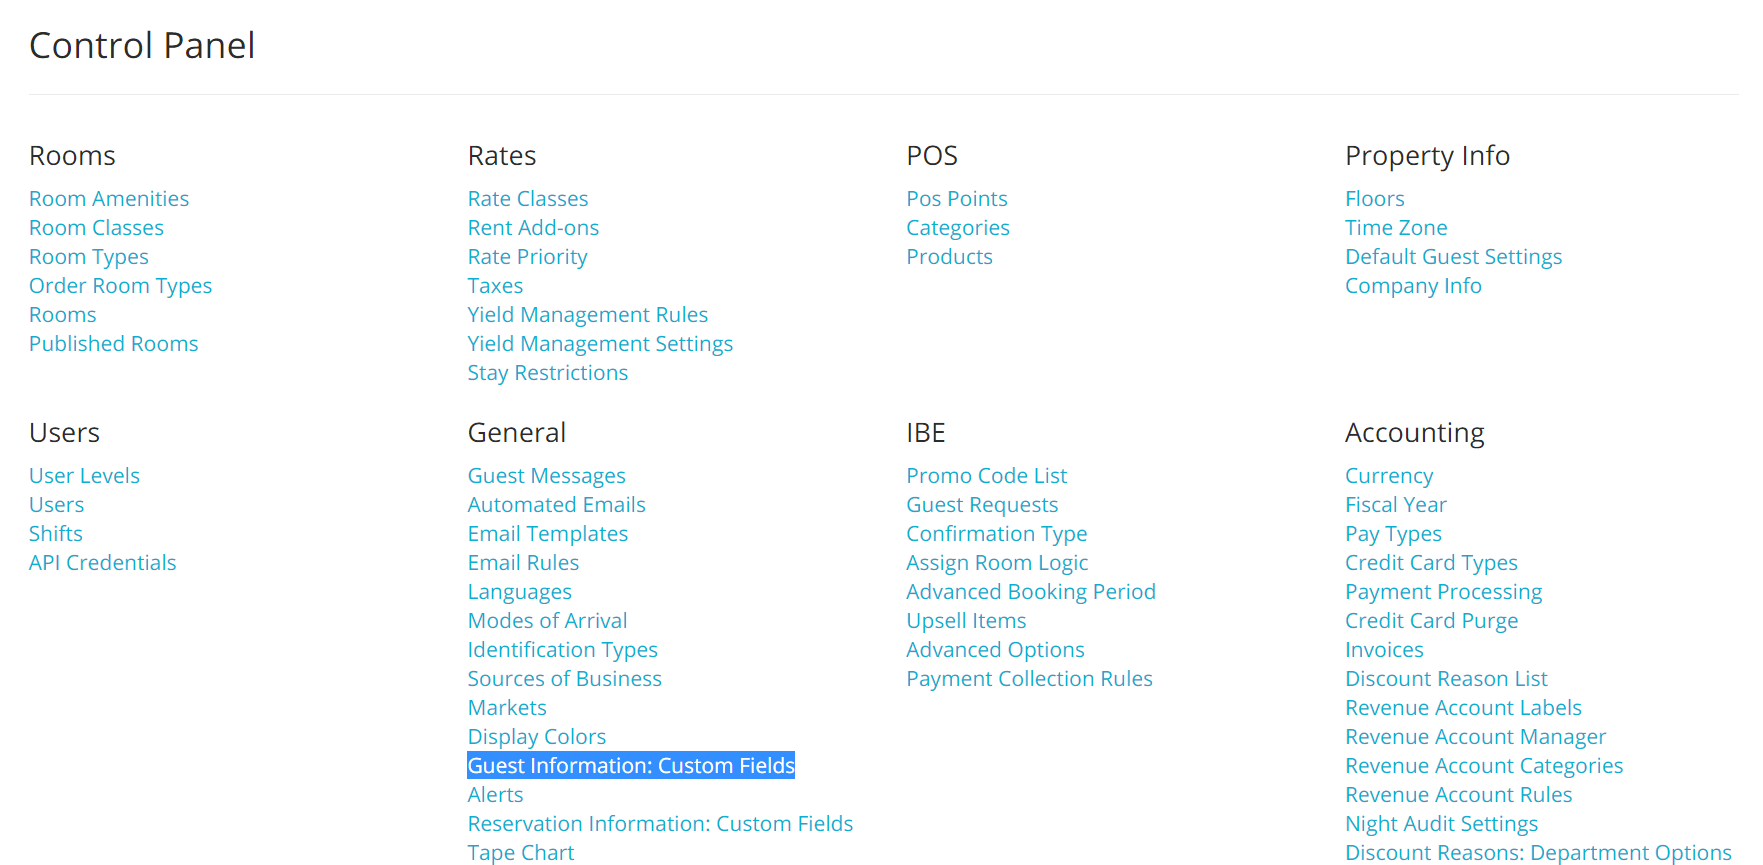 Control Panel
Rooms
Room Amenities
Room Classes
Room Types
Order Room Types
Rooms
Published Rooms
Rates
Rate Classes
Rent Add-ons
Rate Priority
Taxes
Yield Management Rules
Yield Management Settings
Stay Restrictions
POS
Pos Points
Categories
Products
Property Info
Floors
Time Zone
Default Guest Settings
Company Info
Users
User Levels
Users
Shifts
API Credentials
General
Guest Messages
Automated Emails
Email Templates
Email Rules
Languages
Modes of Arrival
Identification Types
Sources of Business
Markets
Display Colors
Guest Information: Custom Fields
Alerts
Reservation Information: Custom Fields
Tape Chart
IBE
Promo Code List
Guest Requests
Confirmation Type
Assign Room Logic
Advanced Booking Period
Upsell Items
Advanced Options
Payment Collection Rules
Accounting
Currency
Fiscal Year
Pay Types
Credit Card Types
Payment Processing
Credit Card Purge
Invoices
Discount Reason List
Revenue Account Labels
Revenue Account Manager
Revenue Account Categories
Revenue Account Rules
Night Audit Settings
Discount Reasons: Department Options